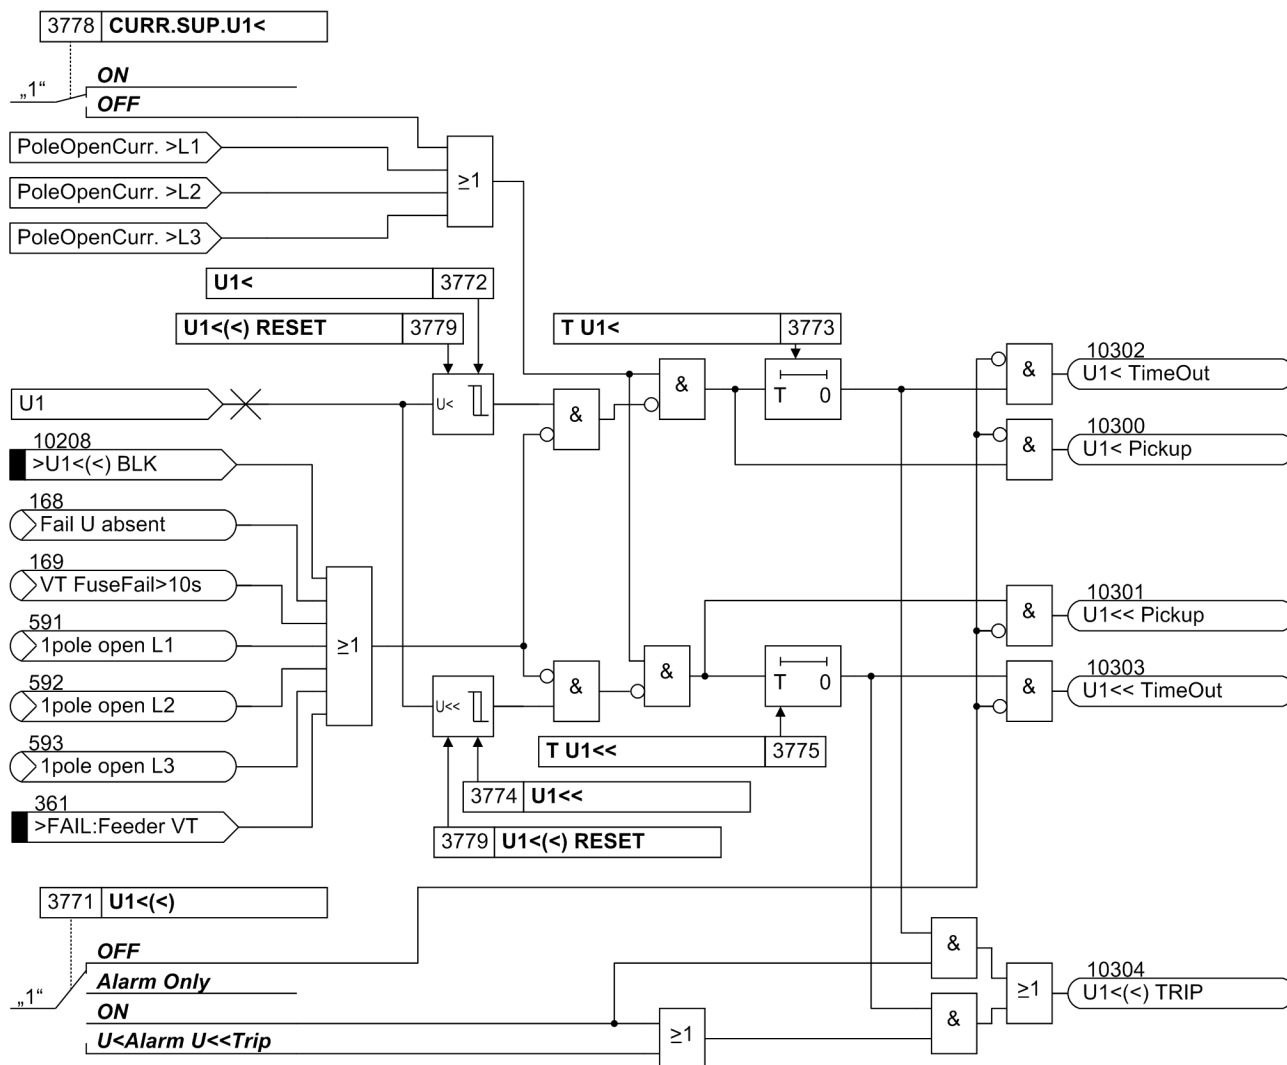 3778 CURR.SUP.U1<
„1“
ON
OFF
PoleOpenCurr. >L1
PoleOpenCurr. >L2
PoleOpenCurr. >L3
≥1
U1< 3772
U1<(<) RESET 3779
T U1< 3773
U1
U<
&
&
T 0
&
10302
U1< TimeOut
&
10300
U1< Pickup
10208
>U1<(<) BLK
168
Fail U absent
169
VT FuseFail>10s
591
1pole open L1
592
1pole open L2
593
1pole open L3
361
>FAIL:Feeder VT
≥1
U<<
&
&
T 0
&
10301
U1<< Pickup
&
10303
U1<< TimeOut
T U1<< 3775
3774 U1<<
3779 U1<(<) RESET
3771 U1<(<)
„1“
OFF
Alarm Only
ON
U<Alarm U<<Trip
≥1
&
&
≥1
10304
U1<(<) TRIP